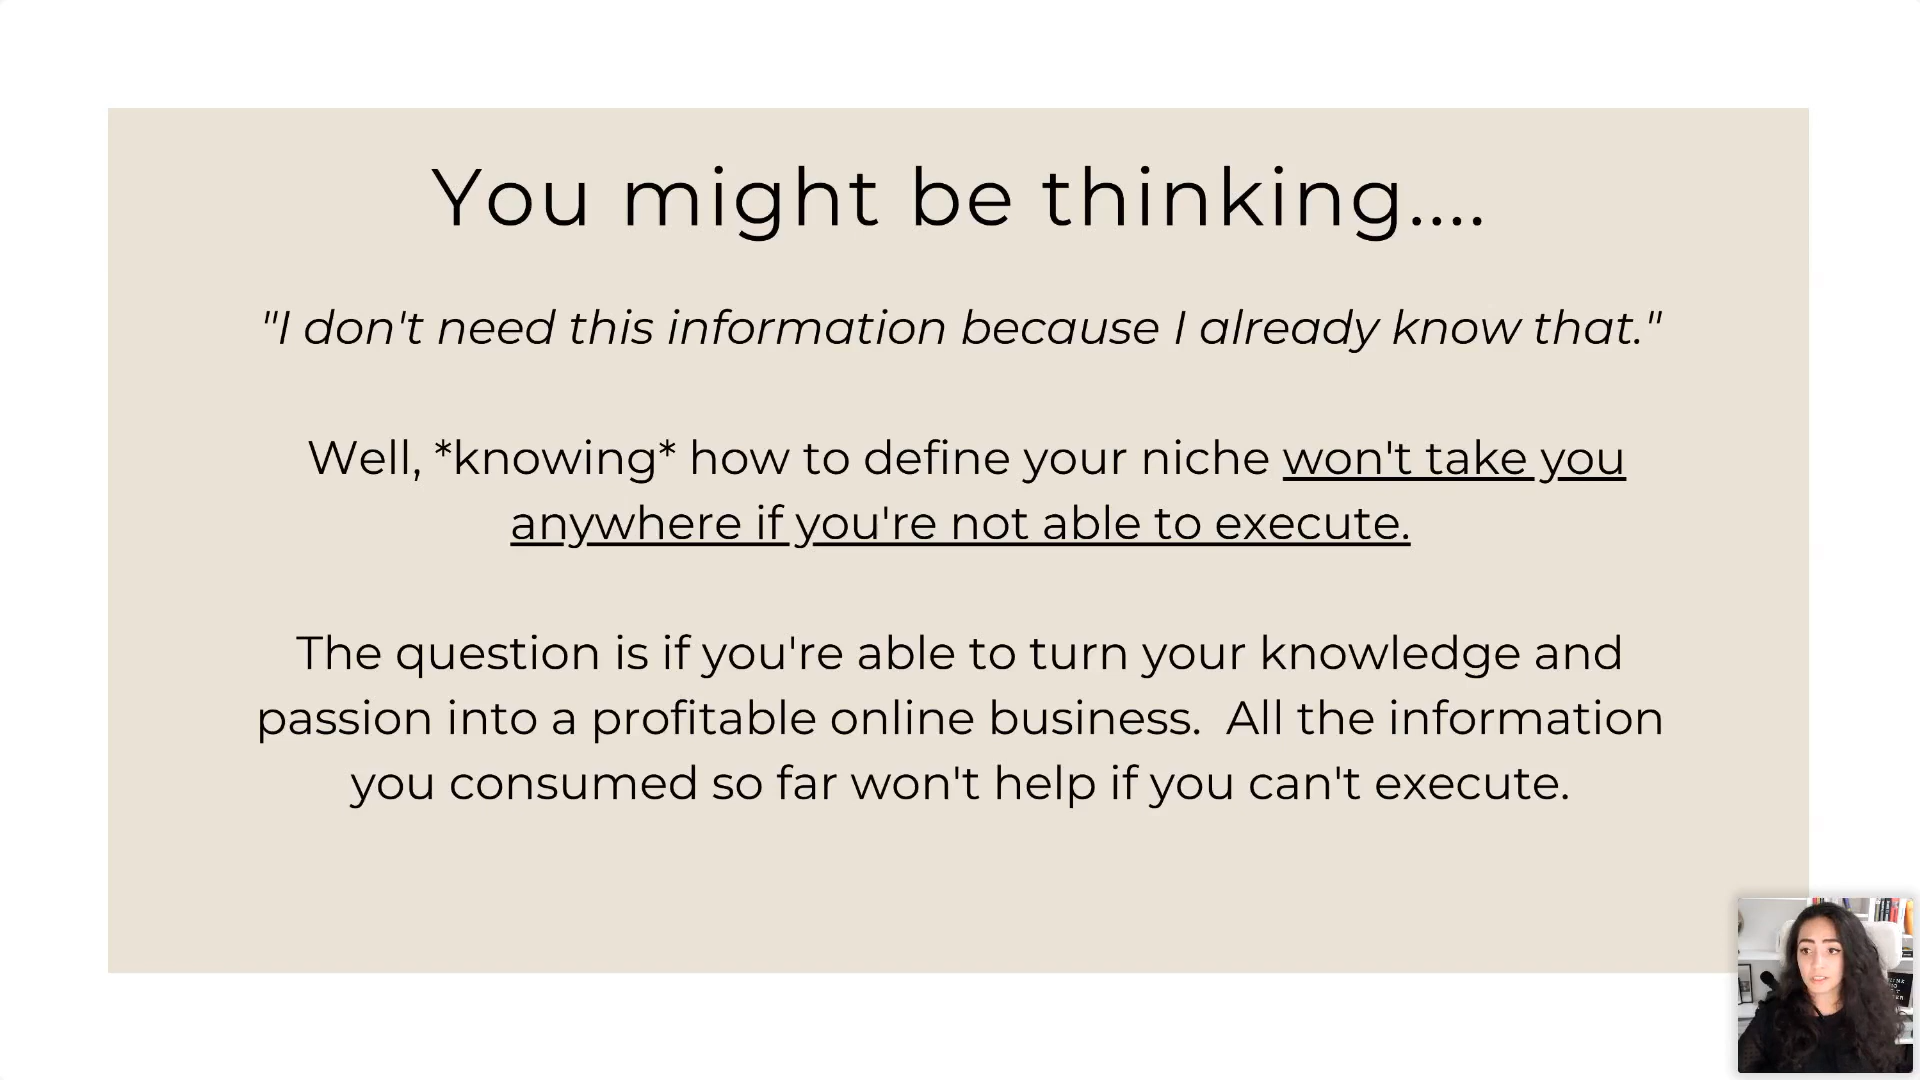 You might be thinking....
"I don't need this information because I already know that."
Well, *knowing* how to define your niche won't take you
anywhere if you're not able to execute.
The question is if you're able to turn your knowledge and
passion into a profitable online business.  All the information
you consumed so far won't help if you can't execute.